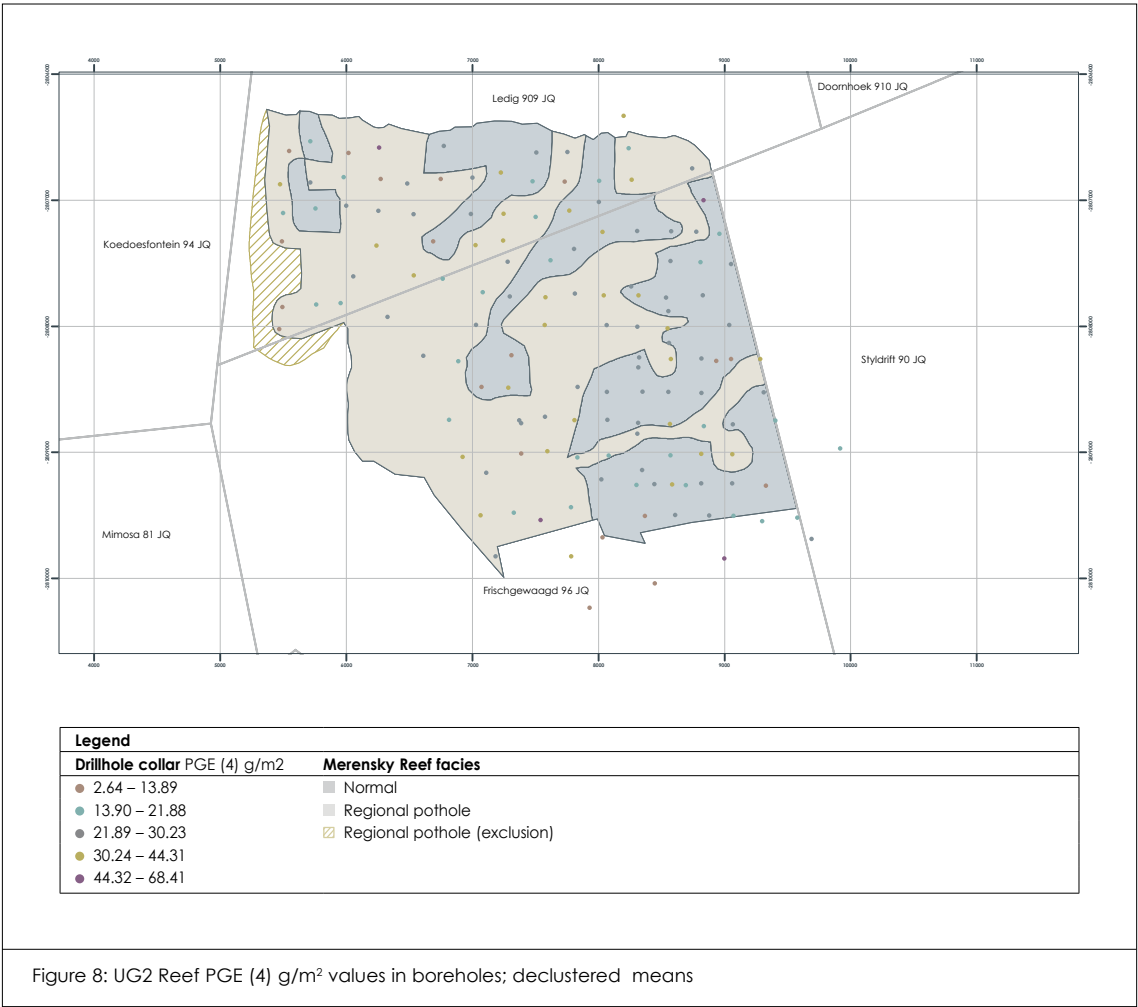 4000 5000 6000 7000 8000 9000 10000 11000
Doornhoek 910 JQ
Ledig 909 JQ
Koedoesfontein 94 JQ
Styldrift 90 JQ
Mimosa 81 JQ
Frischgewaagd 96 JQ
4000 5000 6000 7000 8000 9000 10000 11000
Legend
Drillhole collar PGE (4) g/m2 Merensky Reef facies
2.64 – 13.89 Normal
13.90 – 21.88 Regional pothole
21.89 – 30.23 Regional pothole (exclusion)
30.24 – 44.31
44.32 – 68.41
Figure 8: UG2 Reef PGE (4) g/m² values in boreholes; declustered means